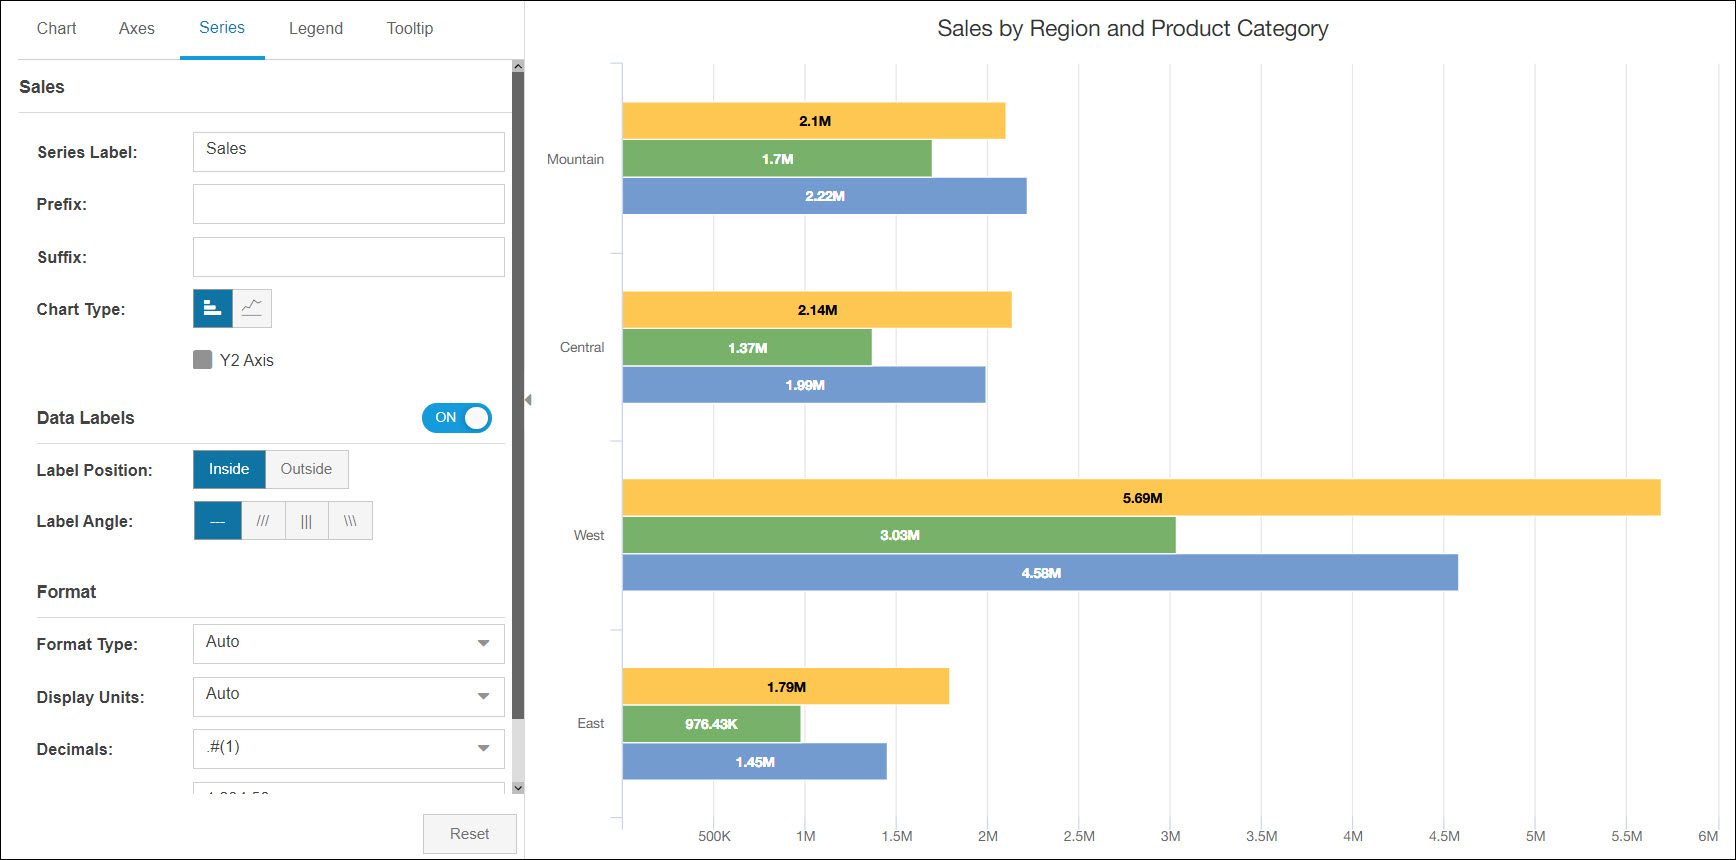 Chart Axes Series Legend Tooltip
Sales
Series Label: Sales
Prefix:
Suffix:
Chart Type:
Y2 Axis
Data Labels ON
Label Position: Inside Outside
Label Angle: --- /// ||| \\\
Format
Format Type: Auto
Display Units: Auto
Decimals: .#(1)
Reset
Sales by Region and Product Category
2.1M
Mountain 1.7M
2.22M
2.14M
Central 1.37M
1.99M
5.69M
West 3.03M
4.58M
1.79M
East 976.43K
1.45M
500K 1M 1.5M 2M 2.5M 3M 3.5M 4M 4.5M 5M 5.5M 6M